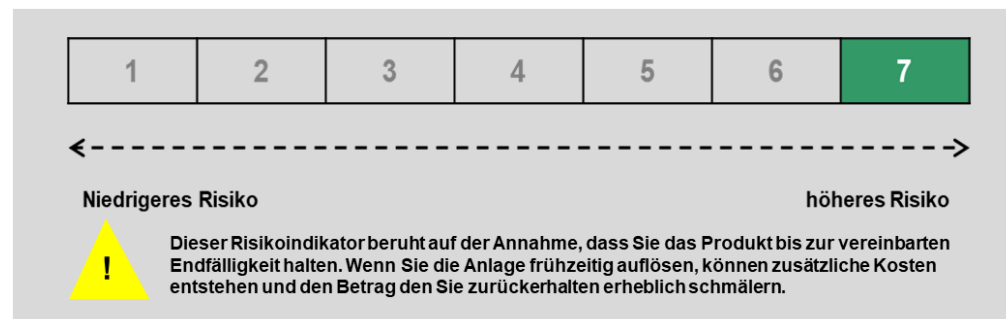 1 2 3 4 5 6 7
Niedrigeres Risiko höheres Risiko
!
Dieser Risikoindikator beruht auf der Annahme, dass Sie das Produkt bis zur vereinbarten
Endfälligkeit halten. Wenn Sie die Anlage frühzeitig auflösen, können zusätzliche Kosten
entstehen und den Betrag den Sie zurückerhalten erheblich schmälern.